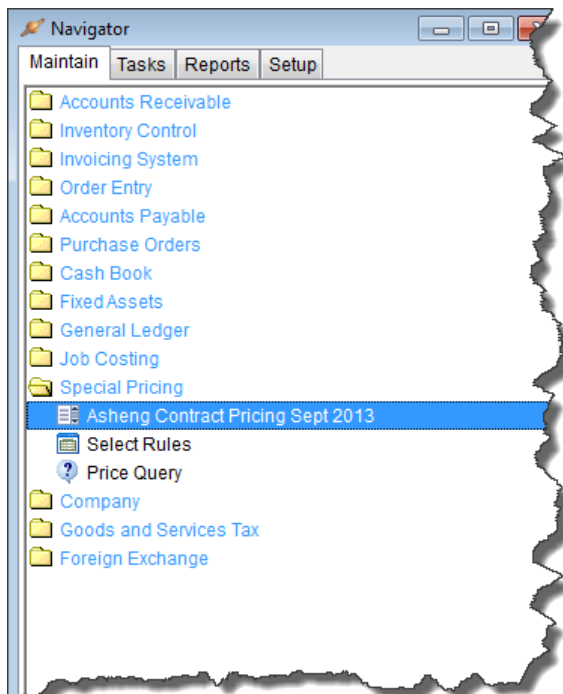 Navigator
Maintain Tasks Reports Setup
Accounts Receivable
Inventory Control
Invoicing System
Order Entry
Accounts Payable
Purchase Orders
Cash Book
Fixed Assets
General Ledger
Job Costing
Special Pricing
Asheng Contract Pricing Sept 2013
Select Rules
Price Query
Company
Goods and Services Tax
Foreign Exchange